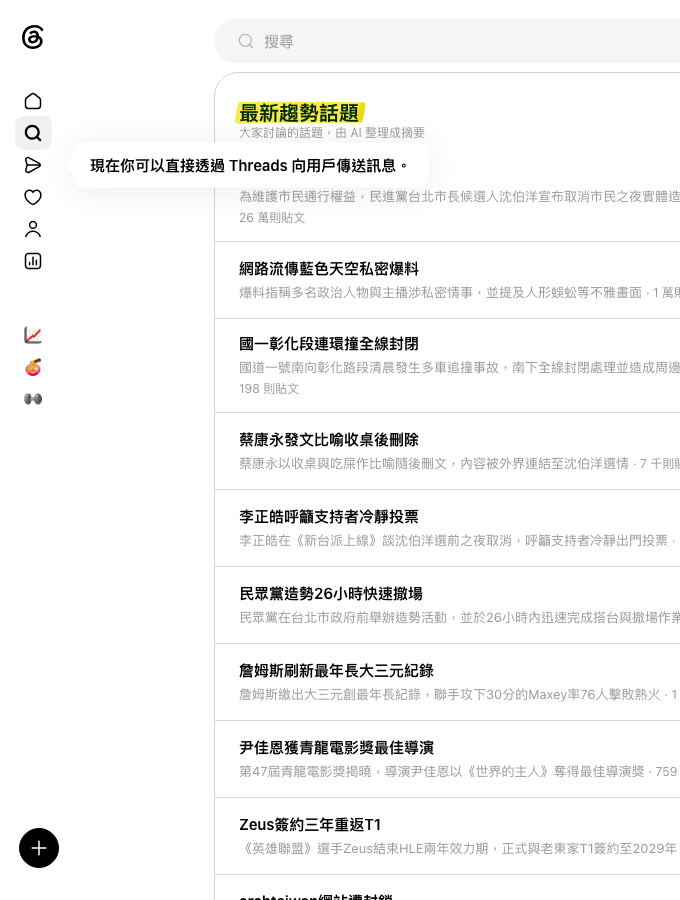 搜尋
最新趨勢話題
大家討論的話題，由 AI 整理成摘要
現在你可以直接透過 Threads 向用戶傳送訊息。
為維護市民通行權益，民進黨台北市長候選人沈伯洋宣布取消市民之夜實體造
26 萬則貼文
網路流傳藍色天空私密爆料
爆料指稱多名政治人物與主播涉私密情事，並提及人形蜈蚣等不雅畫面 · 1 萬則
國一彰化段連環撞全線封閉
國道一號南向彰化路段清晨發生多車追撞事故，南下全線封閉處理並造成周邊
198 則貼文
蔡康永發文比喻收桌後刪除
蔡康永以收桌與吃屎作比喻隨後刪文，內容被外界連結至沈伯洋選情 · 7 千則貼
李正皓呼籲支持者冷靜投票
李正皓在《新台派上線》談沈伯洋選前之夜取消，呼籲支持者冷靜出門投票 ·
民眾黨造勢26小時快速撤場
民眾黨在台北市政府前舉辦造勢活動，並於26小時內迅速完成搭台與撤場作業
詹姆斯刷新最年長大三元紀錄
詹姆斯繳出大三元創最年長紀錄，聯手攻下30分的Maxey率76人擊敗熱火 · 1
尹佳恩獲青龍電影獎最佳導演
第47屆青龍電影獎揭曉，導演尹佳恩以《世界的主人》奪得最佳導演獎 · 759
Zeus簽約三年重返T1
《英雄聯盟》選手Zeus結束HLE兩年效力期，正式與老東家T1簽約至2029年